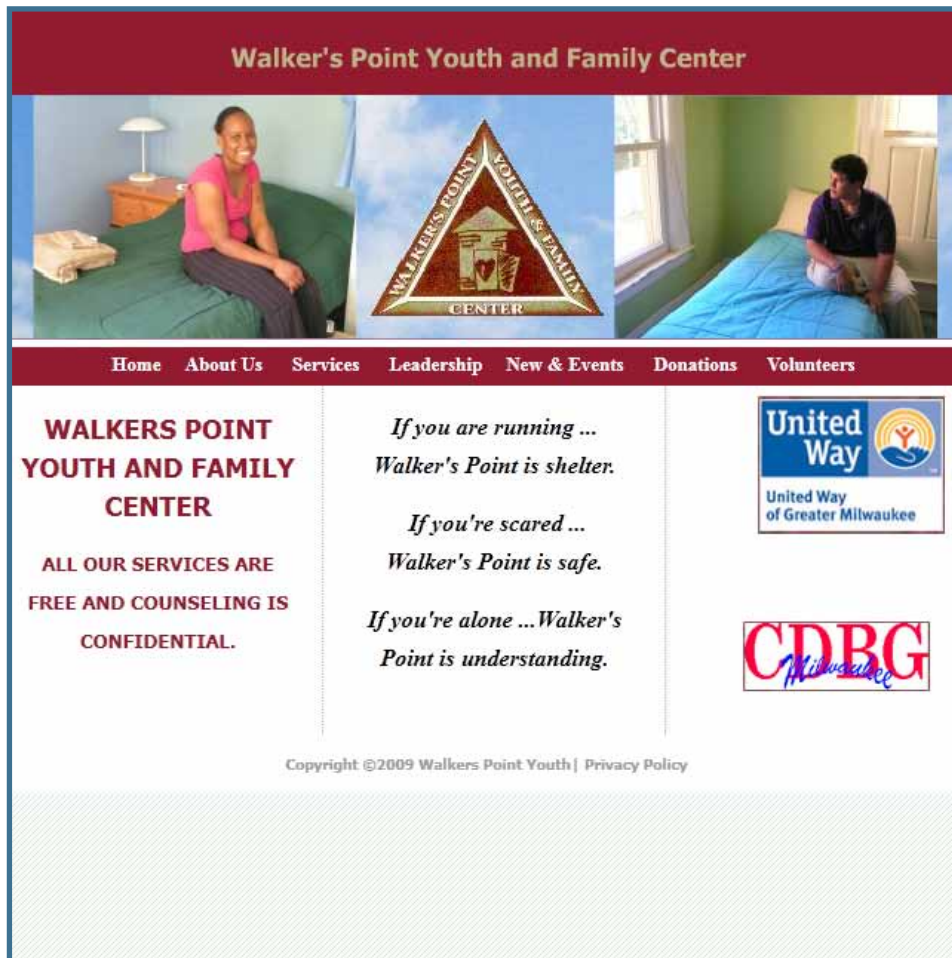 Walker's Point Youth and Family Center
WALKER'S POINT
YOUTH & FAMILY
CENTER
Home About Us Services Leadership New & Events Donations Volunteers
WALKERS POINT
YOUTH AND FAMILY
CENTER
ALL OUR SERVICES ARE
FREE AND COUNSELING IS
CONFIDENTIAL.
If you are running ...
Walker's Point is shelter.
If you're scared ...
Walker's Point is safe.
If you're alone ...Walker's
Point is understanding.
United
Way
United Way
of Greater Milwaukee
CDBG
Milwaukee
Copyright ©2009 Walkers Point Youth| Privacy Policy